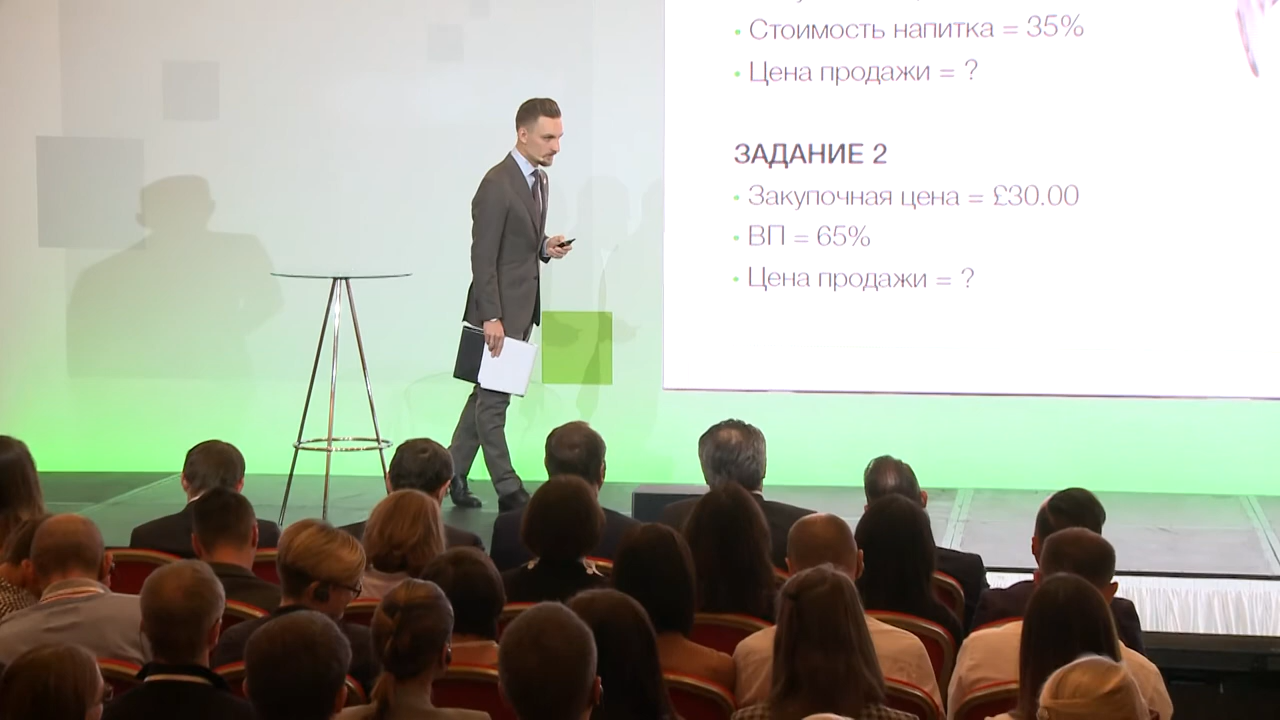 • Стоимость напитка = 35%
• Цена продажи = ?
ЗАДАНИЕ 2
• Закупочная цена = £30.00
• ВП = 65%
• Цена продажи = ?